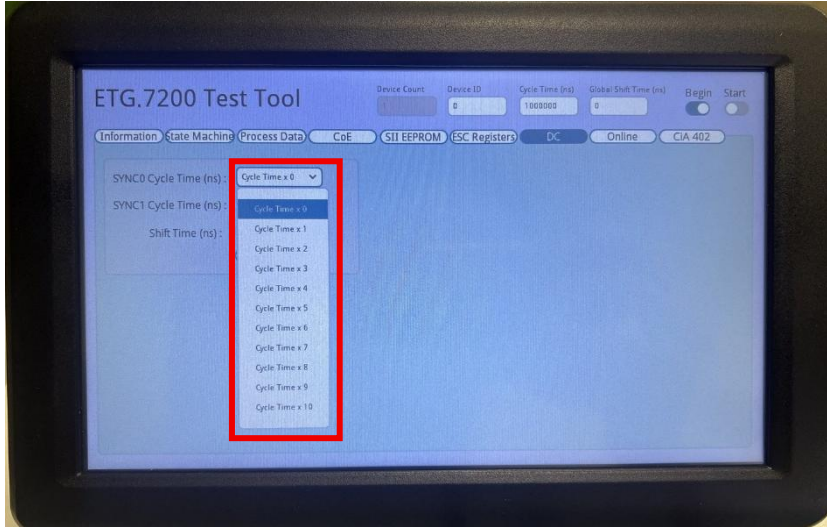 ETG.7200 Test Tool
Device Count Device ID Cycle Time (ns) Global Shift Time (ns) Begin Start
1 0 1000000 0
Information State Machine Process Data CoE SII EEPROM ESC Registers DC Online CiA 402
SYNC0 Cycle Time (ns) : Cycle Time x 0
SYNC1 Cycle Time (ns) :
Shift Time (ns) :
Cycle Time x 0
Cycle Time x 1
Cycle Time x 2
Cycle Time x 3
Cycle Time x 4
Cycle Time x 5
Cycle Time x 6
Cycle Time x 7
Cycle Time x 8
Cycle Time x 9
Cycle Time x 10